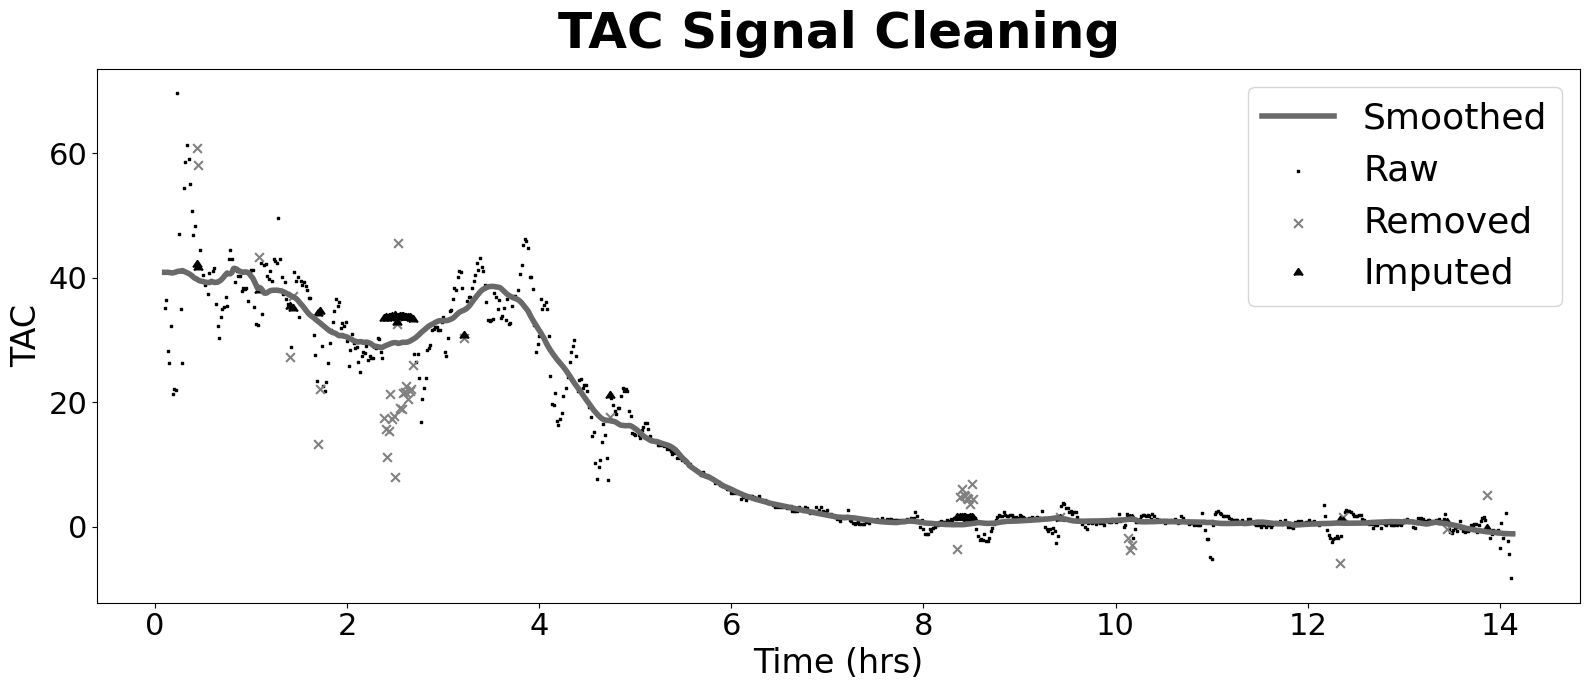 TAC Signal Cleaning
Smoothed
Raw
Removed
Imputed
TAC
60
40
20
0
0 2 4 6 8 10 12 14
Time (hrs)